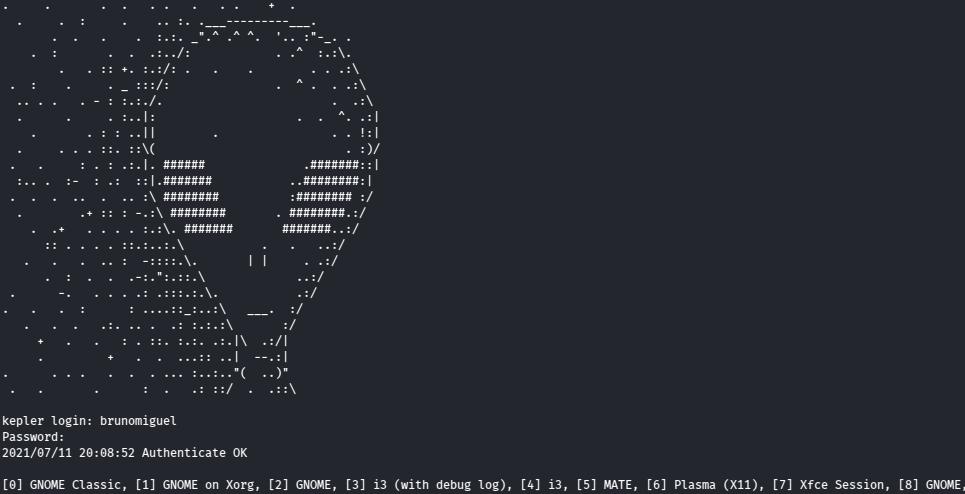 kepler login: brunomiguel
Password:
2021/07/11 20:08:52 Authenticate OK
[0] GNOME Classic, [1] GNOME on Xorg, [2] GNOME, [3] i3 (with debug log), [4] i3, [5] MATE, [6] Plasma (X11), [7] Xfce Session, [8] GNOME,